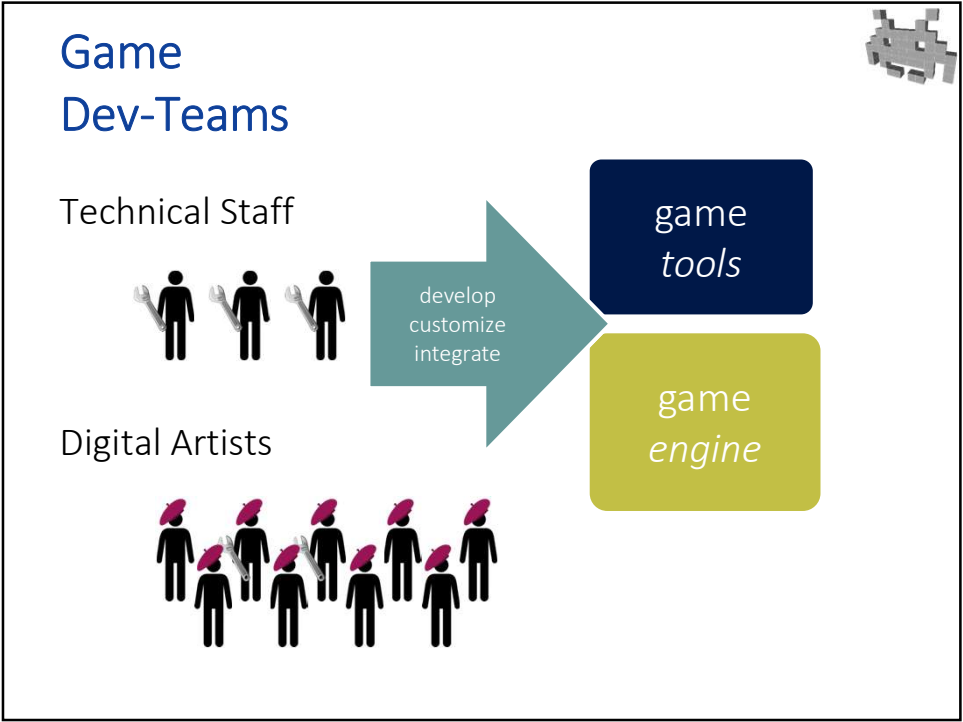 Game
Dev-Teams
Technical Staff
develop
customize
integrate
game
tools
game
engine
Digital Artists